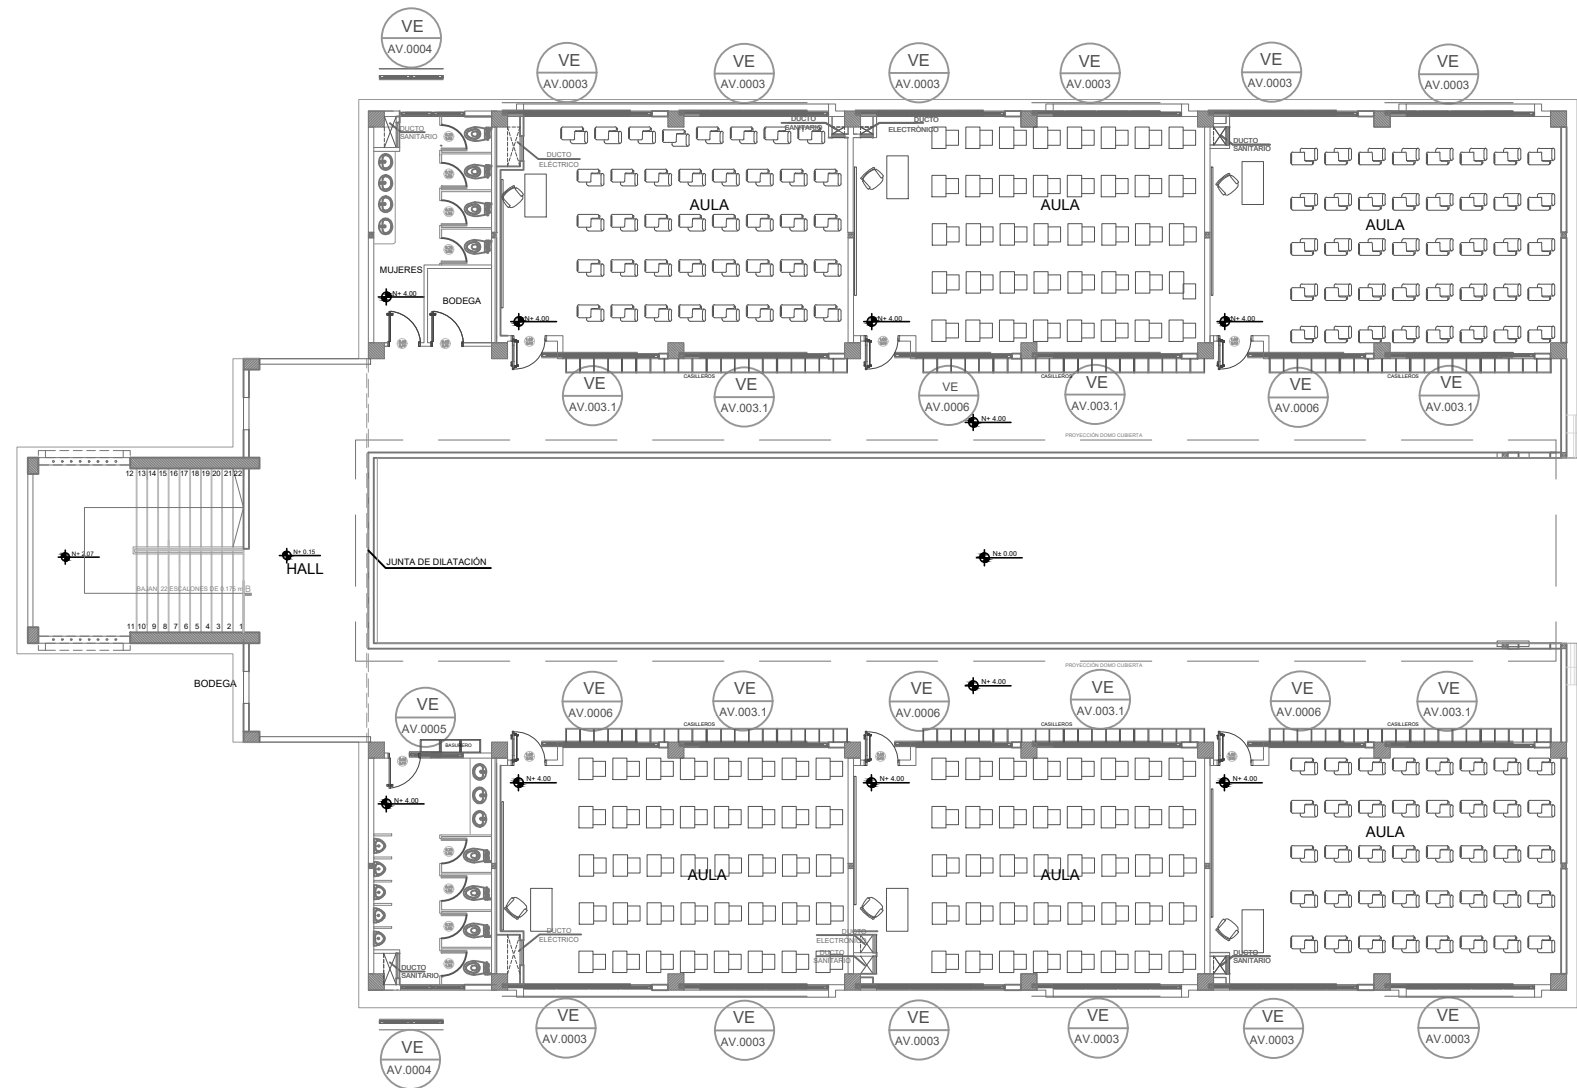 VE
AV.0004
VE
AV.0003
VE
AV.0003
VE
AV.0003
VE
AV.0003
VE
AV.0003
VE
AV.0003
DUCTO
SANITARIO
DUCTO
ELÉCTRICO
DUCTO
SANITARIO
DUCTO
ELECTRÓNICO
DUCTO
SANITARIO
AULA
AULA
AULA
MUJERES
N+ 4.00
BODEGA
N+ 4.00
N+ 4.00
N+ 4.00
CASILLEROS
CASILLEROS
CASILLEROS
VE
AV.003.1
VE
AV.003.1
VE
AV.0006
VE
AV.003.1
VE
AV.0006
VE
AV.003.1
N+ 4.00
PROYECCIÓN DOMO CUBIERTA
12 13 14 15 16 17 18 19 20 21 22
N+ 2.07
N+ 0.15
HALL
JUNTA DE DILATACIÓN
N± 0.00
BAJAN 22 ESCALONES DE 0.175 m
B
11 10 9 8 7 6 5 4 3 2 1
PROYECCIÓN DOMO CUBIERTA
BODEGA
N+ 4.00
VE
AV.0005
VE
AV.0006
VE
AV.003.1
VE
AV.0006
VE
AV.003.1
VE
AV.0006
VE
AV.003.1
CASILLEROS
CASILLEROS
CASILLEROS
BASURERO
N+ 4.00
N+ 4.00
N+ 4.00
N+ 4.00
AULA
AULA
AULA
DUCTO
ELÉCTRICO
DUCTO
ELECTRÓNICO
DUCTO
SANITARIO
DUCTO
SANITARIO
DUCTO
SANITARIO
VE
AV.0004
VE
AV.0003
VE
AV.0003
VE
AV.0003
VE
AV.0003
VE
AV.0003
VE
AV.0003